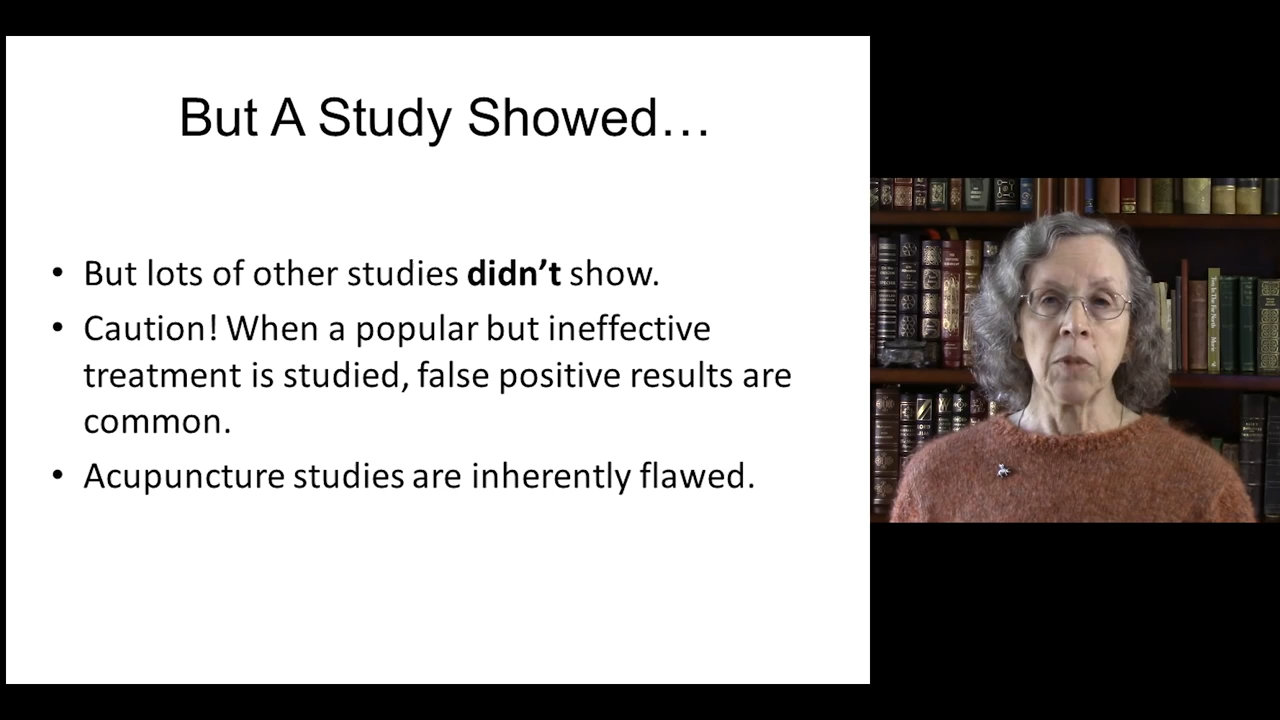 But A Study Showed…
• But lots of other studies didn’t show.
• Caution! When a popular but ineffective
treatment is studied, false positive results are
common.
• Acupuncture studies are inherently flawed.